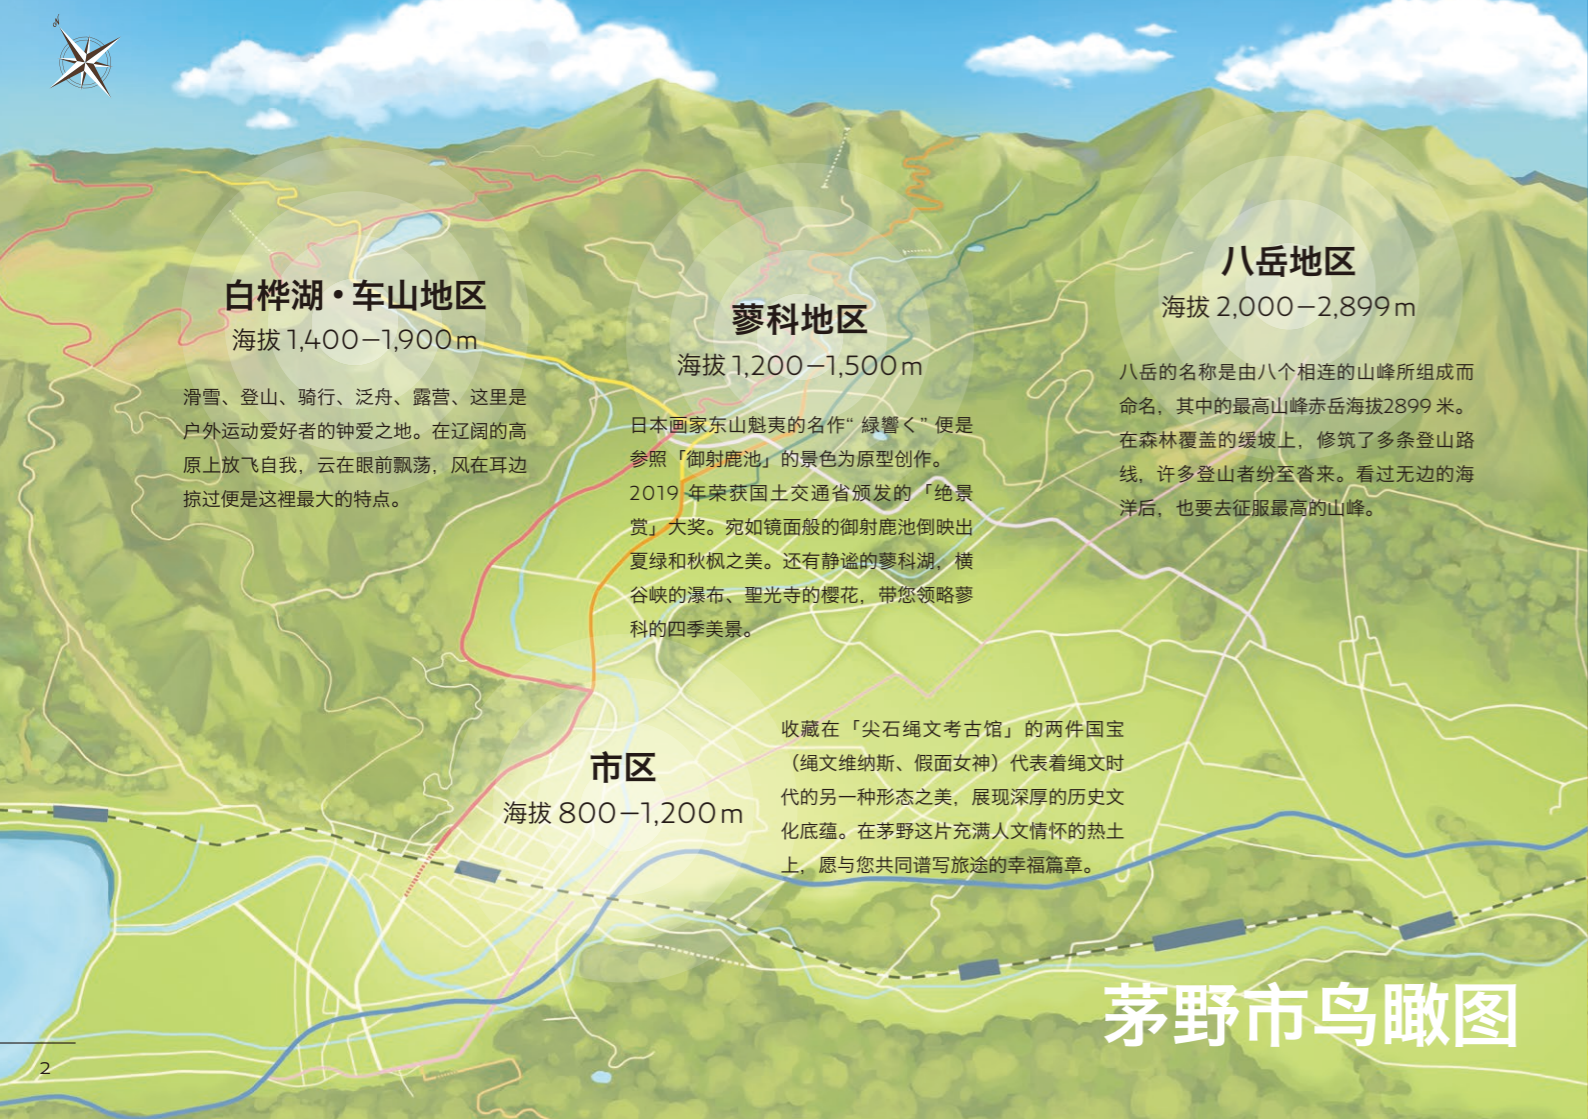 N
白桦湖・车山地区
海拔 1,400－1,900m
滑雪、登山、骑行、泛舟、露营、这里是
户外运动爱好者的钟爱之地。在辽阔的高
原上放飞自我，云在眼前飘荡，风在耳边
掠过便是这裡最大的特点。
蓼科地区
海拔 1,200－1,500m
日本画家东山魁夷的名作“ 緑響く” 便是
参照「御射鹿池」的景色为原型创作。
2019 年荣获国土交通省颁发的「绝景
赏」大奖。宛如镜面般的御射鹿池倒映出
夏绿和秋枫之美。还有静谧的蓼科湖，横
谷峡的瀑布、聖光寺的樱花，带您领略蓼
科的四季美景。
八岳地区
海拔 2,000－2,899m
八岳的名称是由八个相连的山峰所组成而
命名，其中的最高山峰赤岳海拔2899 米。
在森林覆盖的缓坡上，修筑了多条登山路
线，许多登山者纷至沓来。看过无边的海
洋后，也要去征服最高的山峰。
市区
海拔 800－1,200m
收藏在「尖石绳文考古馆」的两件国宝
（绳文维纳斯、假面女神）代表着绳文时
代的另一种形态之美，展现深厚的历史文
化底蕴。在茅野这片充满人文情怀的热土
上，愿与您共同谱写旅途的幸福篇章。
茅野市鸟瞰图
2